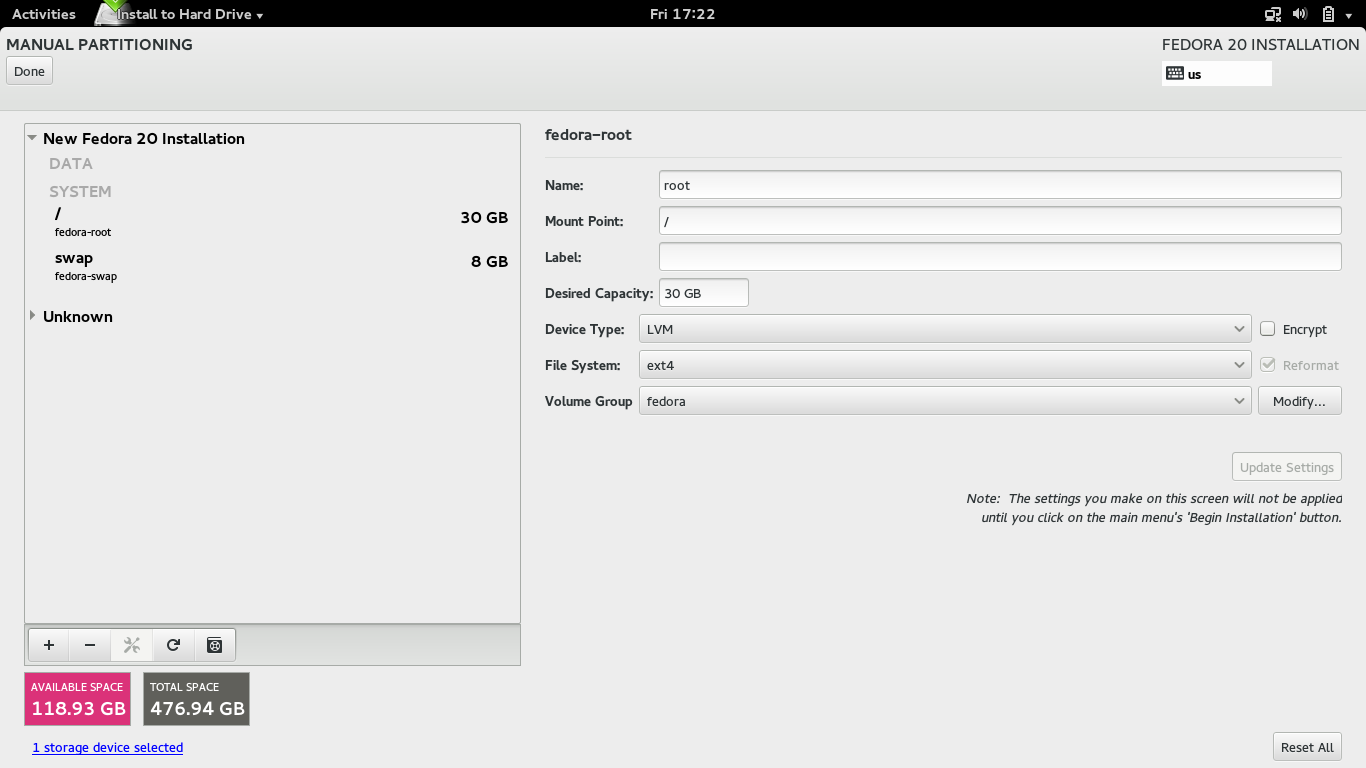 Activities Install to Hard Drive Fri 17:22
MANUAL PARTITIONING FEDORA 20 INSTALLATION
Done us
New Fedora 20 Installation
DATA
SYSTEM
/ 30 GB
fedora-root
swap 8 GB
fedora-swap
Unknown
+ −
AVAILABLE SPACE
118.93 GB
TOTAL SPACE
476.94 GB
1 storage device selected
fedora-root
Name: root
Mount Point: /
Label:
Desired Capacity: 30 GB
Device Type: LVM Encrypt
File System: ext4 Reformat
Volume Group fedora Modify...
Update Settings
Note: The settings you make on this screen will not be applied
until you click on the main menu's 'Begin Installation' button.
Reset All